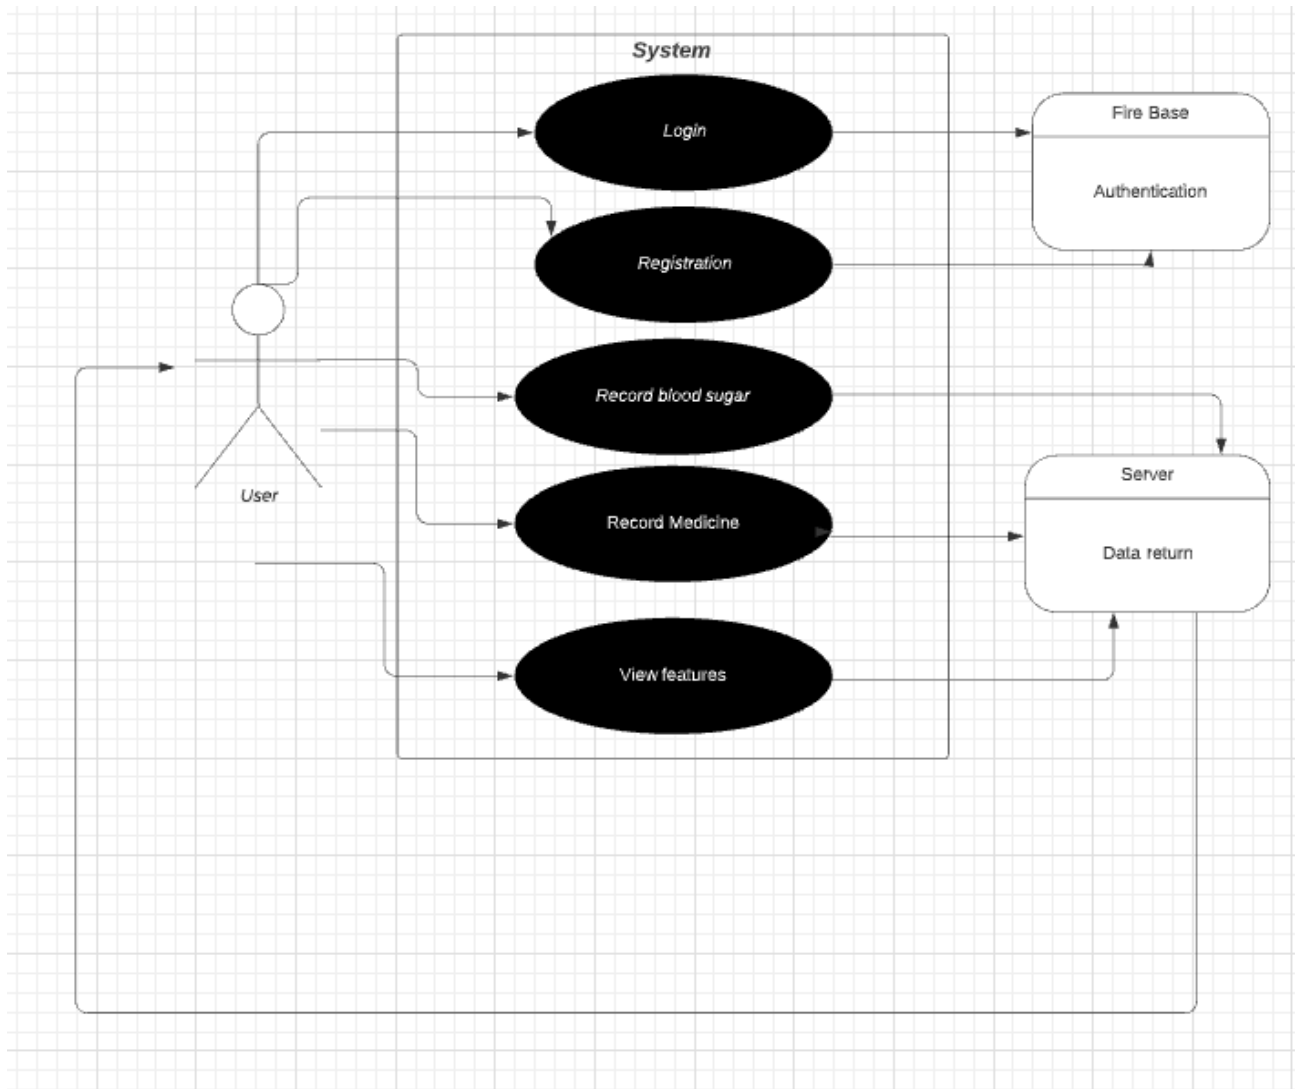 System
Login
Fire Base
Authentication
Registration
Record blood sugar
User
Server
Record Medicine
Data return
View features